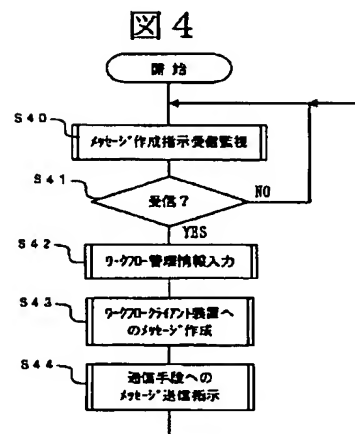 図4
開始
S40
メッセージ作成指示受信監視
S41
受信?
NO
YES
S42
ワークフロー管理情報入力
S43
ワークフロークライアント装置へ
のメッセージ作成
S44
通信手段への
メッセージ送信指示